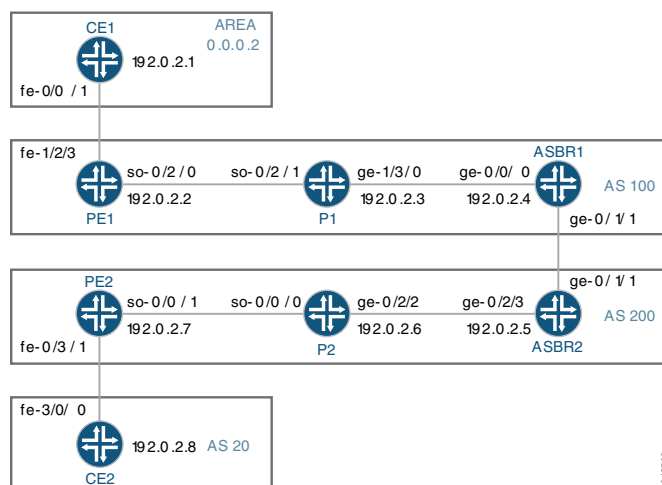 CE1
AREA
0.0.0.2
192.0.2.1
fe-0/0 / 1
fe-1/2/3
ASBR1
so-0/2 / 0
so-0/2 / 1
ge-1/3/ 0
ge-0/0/ 0
AS 100
192.0.2.2
192.0.2.3
192.0.2.4
PE1
P1
ge-0 / 1/ 1
PE2
ge-0 / 1/ 1
so-0/0 / 1
so-0/0 / 0
ge-0/2/2
ge-0/2/3
AS 200
192.0.2.7
192.0.2.6
192.0.2.5
fe-0/3 / 1
P2
ASBR2
fe-3/0/ 0
192.0.2.8
AS 20
CE2